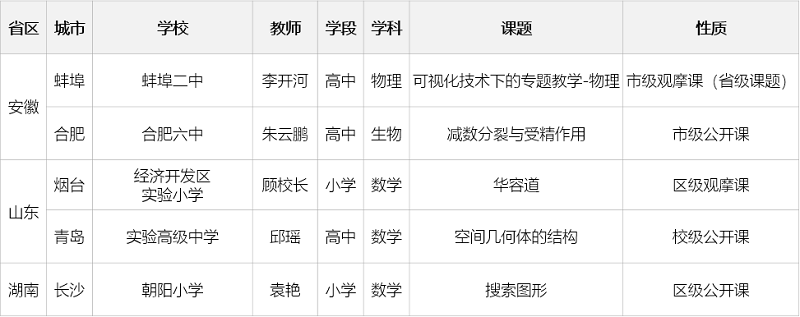 省区 城市 学校 教师 学段 学科 课题 性质
安徽 蚌埠 蚌埠二中 李开河 高中 物理 可视化技术下的专题教学-物理 市级观摩课（省级课题）
合肥 合肥六中 朱云鹏 高中 生物 减数分裂与受精作用 市级公开课
山东 烟台 经济开发区
实验小学 顾校长 小学 数学 华容道 区级观摩课
青岛 实验高级中学 邱瑶 高中 数学 空间几何体的结构 校级公开课
湖南 长沙 朝阳小学 袁艳 小学 数学 搜索图形 区级公开课